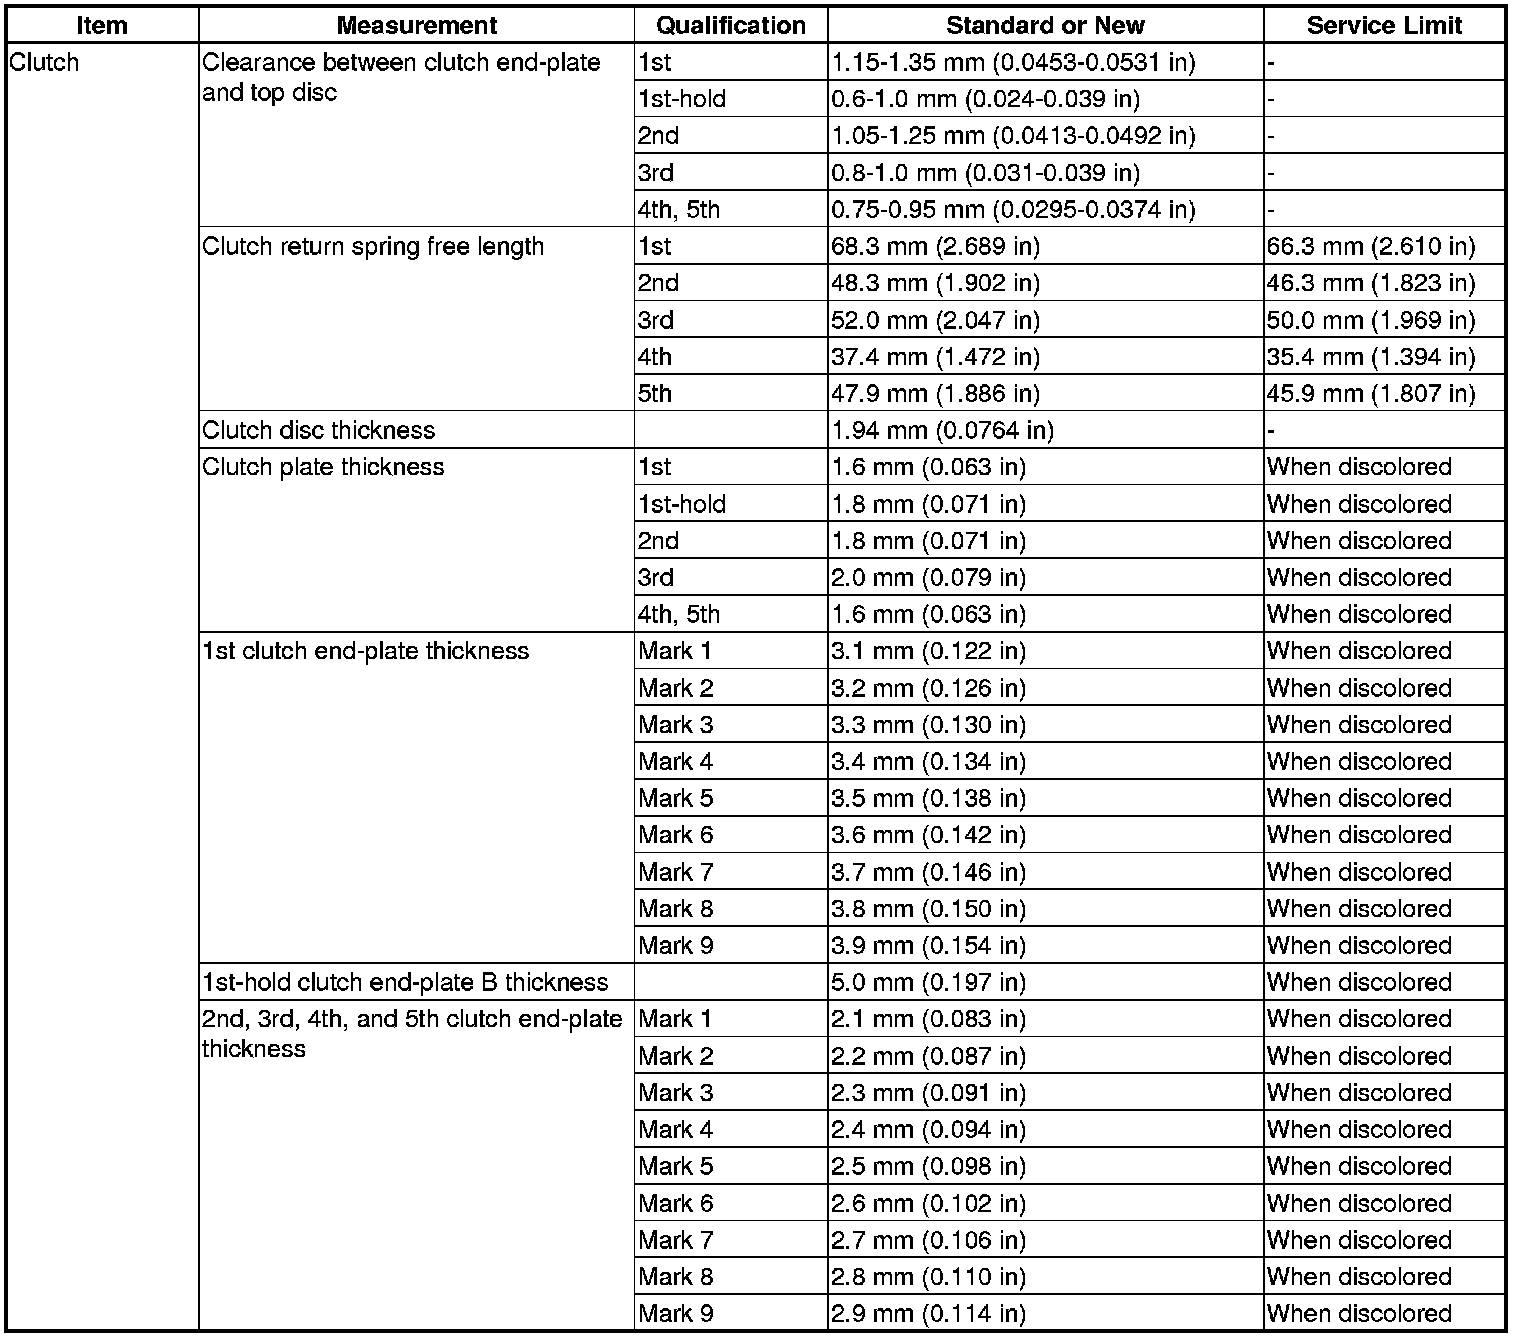 Item Measurement Qualification Standard or New Service Limit
Clutch Clearance between clutch end-plate 1st 1.15-1.35 mm (0.0453-0.0531 in) -
and top disc
1st-hold 0.6-1.0 mm (0.024-0.039 in) -
2nd 1.05-1.25 mm (0.0413-0.0492 in) -
3rd 0.8-1.0 mm (0.031-0.039 in) -
4th, 5th 0.75-0.95 mm (0.0295-0.0374 in) -
Clutch return spring free length 1st 68.3 mm (2.689 in) 66.3 mm (2.610 in)
2nd 48.3 mm (1.902 in) 46.3 mm (1.823 in)
3rd 52.0 mm (2.047 in) 50.0 mm (1.969 in)
4th 37.4 mm (1.472 in) 35.4 mm (1.394 in)
5th 47.9 mm (1.886 in) 45.9 mm (1.807 in)
Clutch disc thickness 1.94 mm (0.0764 in) -
Clutch plate thickness 1st 1.6 mm (0.063 in) When discolored
1st-hold 1.8 mm (0.071 in) When discolored
2nd 1.8 mm (0.071 in) When discolored
3rd 2.0 mm (0.079 in) When discolored
4th, 5th 1.6 mm (0.063 in) When discolored
1st clutch end-plate thickness Mark 1 3.1 mm (0.122 in) When discolored
Mark 2 3.2 mm (0.126 in) When discolored
Mark 3 3.3 mm (0.130 in) When discolored
Mark 4 3.4 mm (0.134 in) When discolored
Mark 5 3.5 mm (0.138 in) When discolored
Mark 6 3.6 mm (0.142 in) When discolored
Mark 7 3.7 mm (0.146 in) When discolored
Mark 8 3.8 mm (0.150 in) When discolored
Mark 9 3.9 mm (0.154 in) When discolored
1st-hold clutch end-plate B thickness 5.0 mm (0.197 in) When discolored
2nd, 3rd, 4th, and 5th clutch end-plate Mark 1 2.1 mm (0.083 in) When discolored
thickness
Mark 2 2.2 mm (0.087 in) When discolored
Mark 3 2.3 mm (0.091 in) When discolored
Mark 4 2.4 mm (0.094 in) When discolored
Mark 5 2.5 mm (0.098 in) When discolored
Mark 6 2.6 mm (0.102 in) When discolored
Mark 7 2.7 mm (0.106 in) When discolored
Mark 8 2.8 mm (0.110 in) When discolored
Mark 9 2.9 mm (0.114 in) When discolored